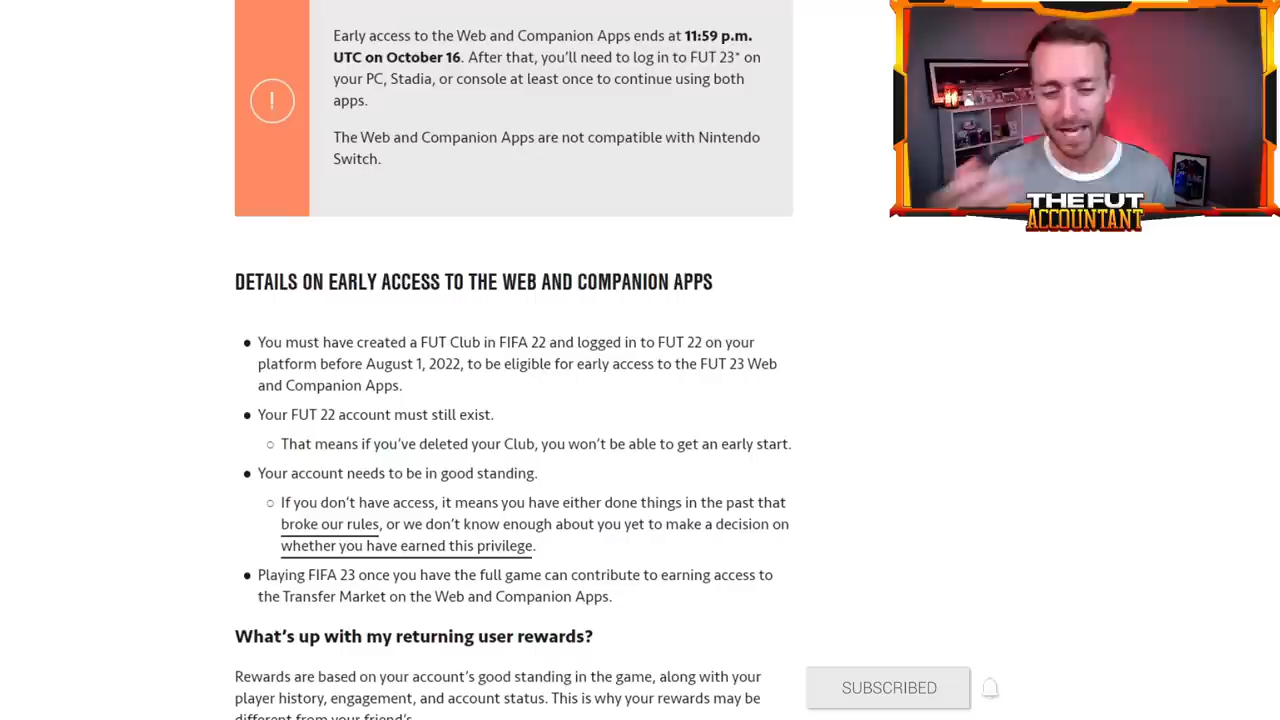 Early access to the Web and Companion Apps ends at 11:59 p.m.
UTC on October 16. After that, you'll need to log in to FUT 23* on
your PC, Stadia, or console at least once to continue using both
apps.
The Web and Companion Apps are not compatible with Nintendo
Switch.
THE FUT
ACCOUNTANT
DETAILS ON EARLY ACCESS TO THE WEB AND COMPANION APPS
● You must have created a FUT Club in FIFA 22 and logged in to FUT 22 on your
platform before August 1, 2022, to be eligible for early access to the FUT 23 Web
and Companion Apps.
● Your FUT 22 account must still exist.
○ That means if you've deleted your Club, you won't be able to get an early start.
● Your account needs to be in good standing.
○ If you don't have access, it means you have either done things in the past that
broke our rules, or we don't know enough about you yet to make a decision on
whether you have earned this privilege.
● Playing FIFA 23 once you have the full game can contribute to earning access to
the Transfer Market on the Web and Companion Apps.
What's up with my returning user rewards?
Rewards are based on your account's good standing in the game, along with your
player history, engagement, and account status. This is why your rewards may be
different from your friend's.
SUBSCRIBED